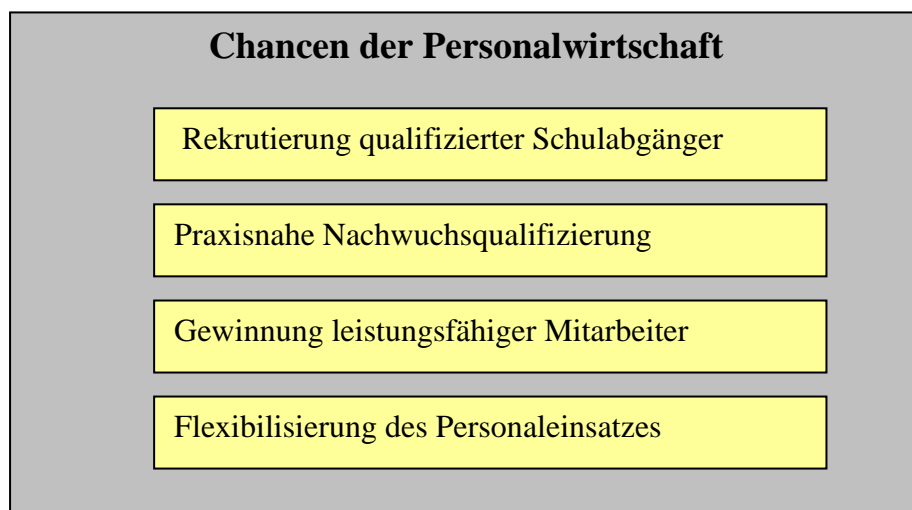 Chancen der Personalwirtschaft
Rekrutierung qualifizierter Schulabgänger
Praxisnahe Nachwuchsqualifizierung
Gewinnung leistungsfähiger Mitarbeiter
Flexibilisierung des Personaleinsatzes